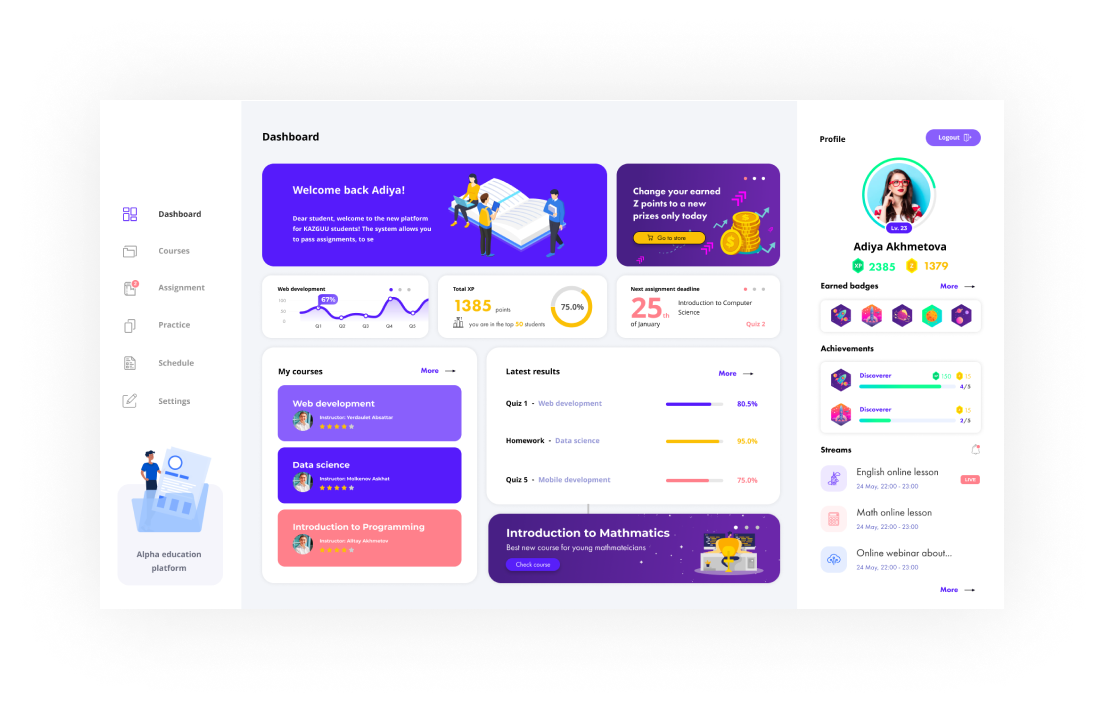 Dashboard
Courses
Assignment
2
Practice
Schedule
Settings
Alpha education
platform
Dashboard
Welcome back Adiya!
Dear student, welcome to the new platform
for KAZGUU students! The system allows you
to pass assignments, to se
Change your earned
Z points to a new
prizes only today
Go to store
Web development
67%
100
50
0
Q1
Q2
Q3
Q4
Q5
Total XP
1385 points
you are in the top 50 students
75.0%
Next assignment deadline
25th
of January
Introduction to Computer
Science
Quiz 2
My courses
More
Web development
Instructor: Yerdaulet Absattar
Data science
Instructor: Molkenov Askhat
Introduction to Programming
Instructor: Alltay Akhmetov
Latest results
More
Quiz 1 - Web development
80.5%
Homework - Data science
95.0%
Quiz 5 - Mobile development
75.0%
Introduction to Mathmatics
Best new course for young mathmateicians
Check course
Profile
Logout
Lv. 23
Adiya Akhmetova
XP 2385
Z 1379
Earned badges
More
Achievements
Discoverer
150
15
4/5
Discoverer
15
2/5
Streams
English online lesson
24 May, 22:00 - 23:00
LIVE
Math online lesson
24 May, 22:00 - 23:00
Online webinar about...
24 May, 22:00 - 23:00
More